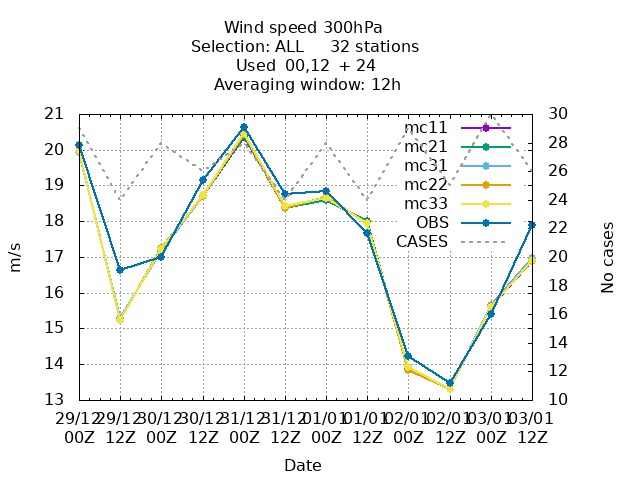 Wind speed 300hPa
Selection: ALL 32 stations
Used 00,12 + 24
Averaging window: 12h
21
20
19
18
17
16
15
14
13
m/s
30
28
26
24
22
20
18
16
14
12
10
No cases
mc11
mc21
mc31
mc22
mc33
OBS
CASES
29/12 29/12 30/12 30/12 31/12 31/12 01/01 01/01 02/01 02/01 03/01 03/01
00Z 12Z 00Z 12Z 00Z 12Z 00Z 12Z 00Z 12Z 00Z 12Z
Date